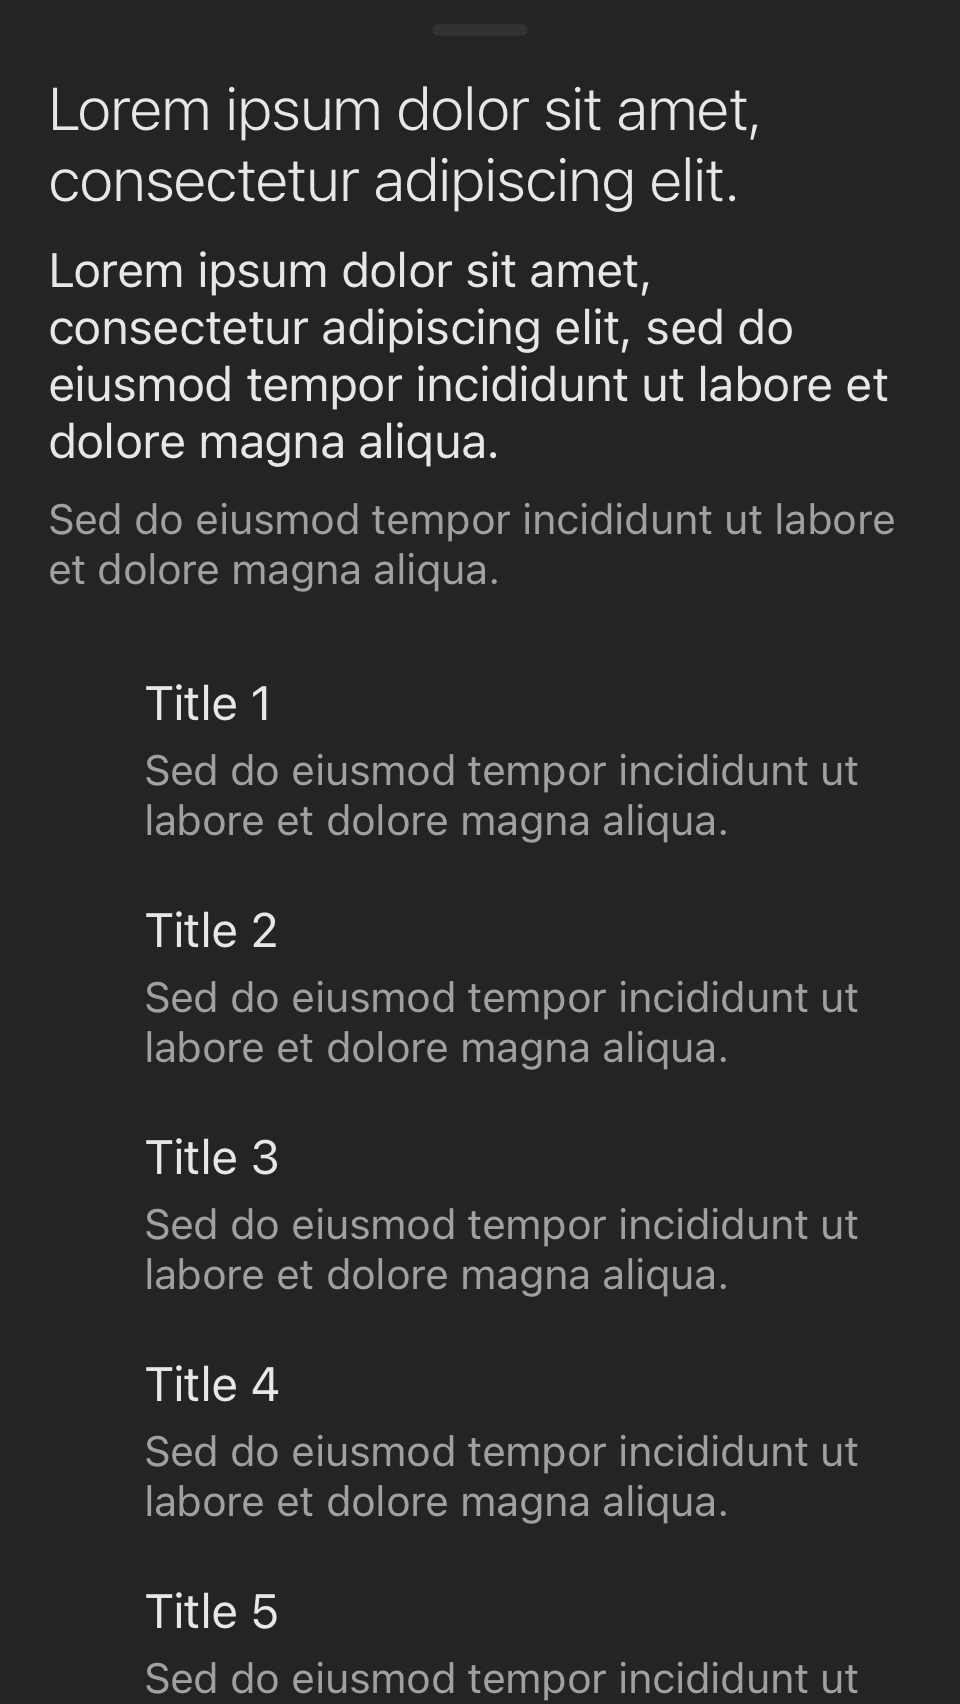 Lorem ipsum dolor sit amet,
consectetur adipiscing elit.
Lorem ipsum dolor sit amet,
consectetur adipiscing elit, sed do
eiusmod tempor incididunt ut labore et
dolore magna aliqua.
Sed do eiusmod tempor incididunt ut labore
et dolore magna aliqua.
Title 1
Sed do eiusmod tempor incididunt ut
labore et dolore magna aliqua.
Title 2
Sed do eiusmod tempor incididunt ut
labore et dolore magna aliqua.
Title 3
Sed do eiusmod tempor incididunt ut
labore et dolore magna aliqua.
Title 4
Sed do eiusmod tempor incididunt ut
labore et dolore magna aliqua.
Title 5
Sed do eiusmod tempor incididunt ut